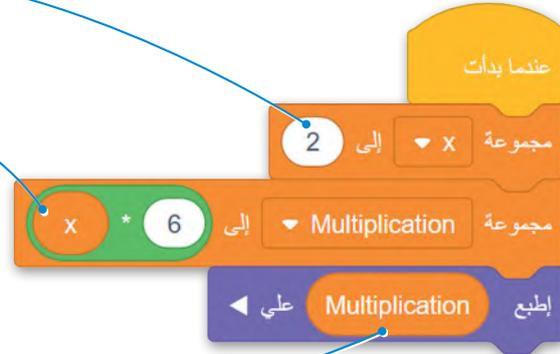 عندما بدأت
مجموعة x إلى 2
مجموعة Multiplication إلى 6 * x
إطبع Multiplication علي